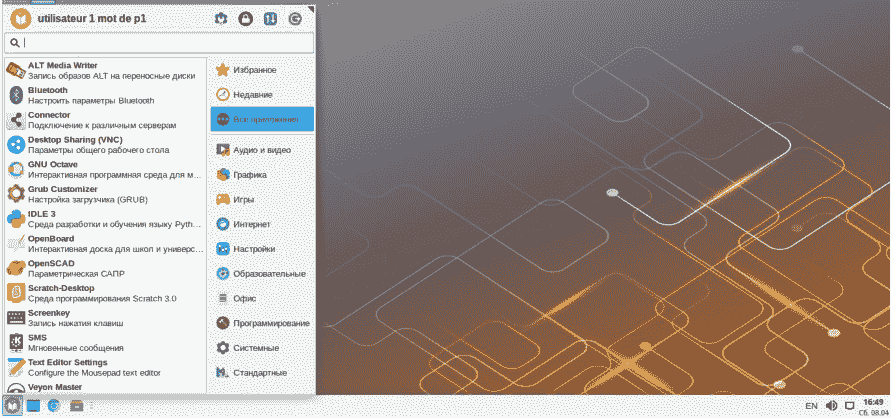 utilisateur 1 mot de p1
ALT Media Writer
Запись образов ALT на переносные диски
Bluetooth
Настроить параметры Bluetooth
Connector
Подключение к различным серверам
Desktop Sharing (VNC)
Параметры общего рабочего стола
GNU Octave
Интерактивная программная среда для м...
Grub Customizer
Настройка загрузчика (GRUB)
IDLE 3
Среда разработки и обучения языку Pyth...
OpenBoard
Интерактивная доска для школ и универс...
OpenSCAD
Параметрическая САПР
Scratch-Desktop
Среда программирования Scratch 3.0
Screenkey
Запись нажатия клавиш
SMS
Мгновенные сообщения
Text Editor Settings
Configure the Mousepad text editor
Veyon Master
Избранное
Недавние
Все приложения
Аудио и видео
Графика
Игры
Интернет
Настройки
Образовательные
Офис
Программирование
Системные
Стандартные
EN
16:49
Сб, 08.04